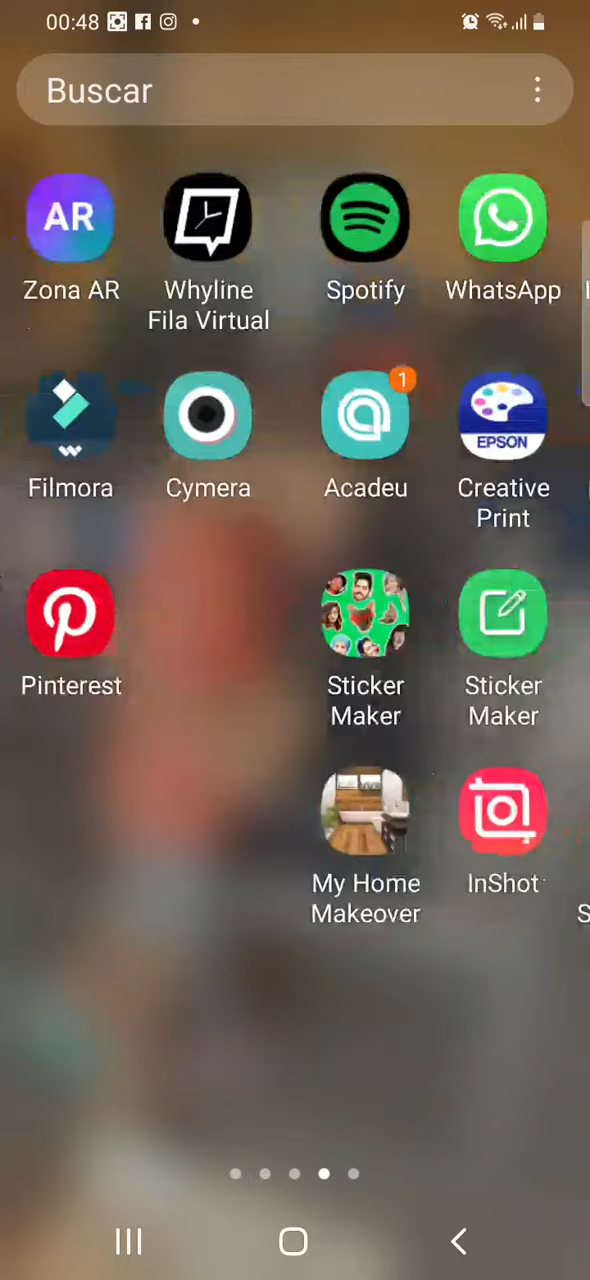 00:48
Buscar
AR
Zona AR
Whyline
Fila Virtual
Spotify
WhatsApp
Filmora
Cymera
1
Acadeu
EPSON
Creative
Print
Pinterest
Sticker
Maker
Sticker
Maker
My Home
Makeover
InShot
S